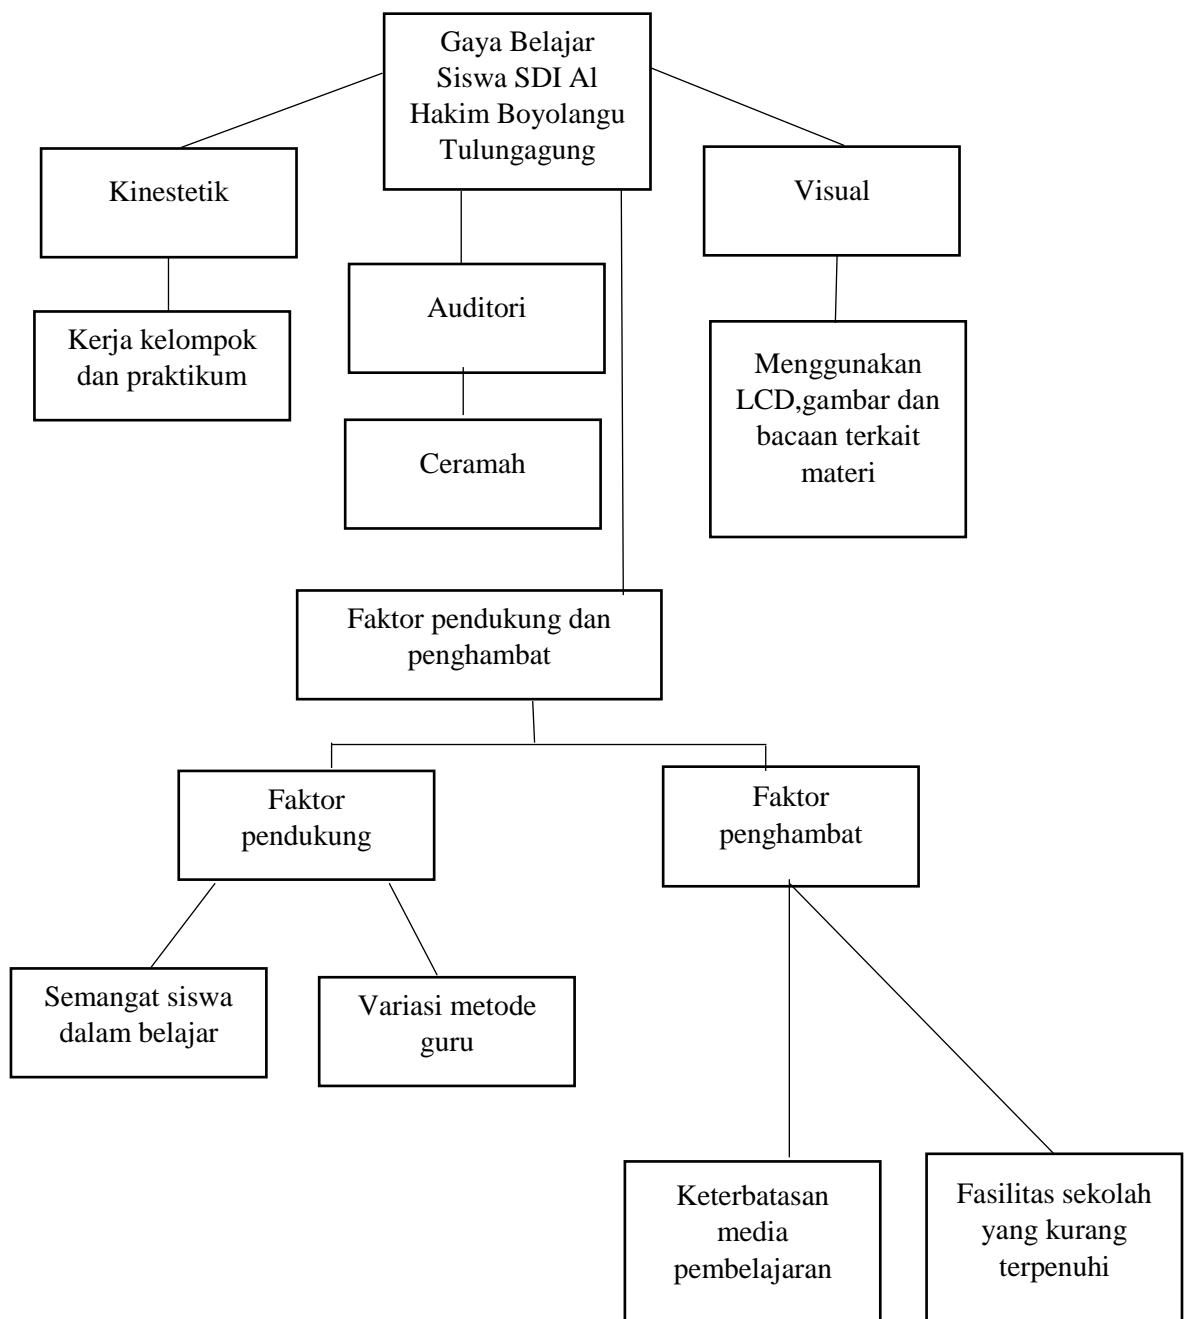 Gaya Belajar
Siswa SDI Al
Hakim Boyolangu
Tulungagung
Kinestetik
Visual
Auditori
Kerja kelompok
dan praktikum
Menggunakan
LCD,gambar dan
bacaan terkait
materi
Ceramah
Faktor pendukung dan
penghambat
Faktor
pendukung
Faktor
penghambat
Semangat siswa
dalam belajar
Variasi metode
guru
Keterbatasan
media
pembelajaran
Fasilitas sekolah
yang kurang
terpenuhi